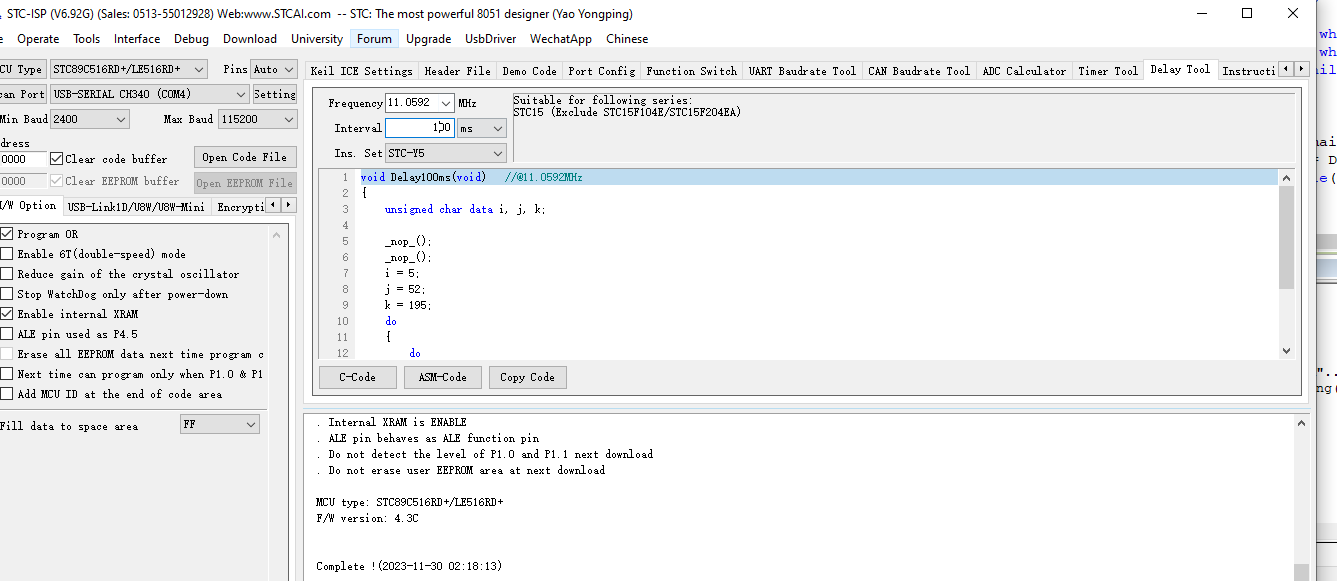 STC-ISP (V6.92G) (Sales: 0513-55012928) Web:www.STCAI.com -- STC: The most powerful 8051 designer (Yao Yongping)
Operate Tools Interface Debug Download University Forum Upgrade UsbDriver WechatApp Chinese
CU Type STC89C516RD+/LE516RD+ Pins Auto
can Port USB-SERIAL CH340 (COM4) Setting
Min Baud 2400 Max Baud 115200
dress
0000 Clear code buffer Open Code File
0000 Clear EEPROM buffer Open EEPROM File
/W Option USB-Link1D/U8W/U8W-Mini Encrypti
Program OR
Enable 6T(double-speed) mode
Reduce gain of the crystal oscillator
Stop WatchDog only after power-down
Enable internal XRAM
ALE pin used as P4.5
Erase all EEPROM data next time program c
Next time can program only when P1.0 & P1
Add MCU ID at the end of code area
Fill data to space area FF
Keil ICE Settings Header File Demo Code Port Config Function Switch UART Baudrate Tool CAN Baudrate Tool ADC Calculator Timer Tool Delay Tool Instructi
Frequency 11.0592 MHz
Interval 100 ms
Ins. Set STC-Y5
Suitable for following series:
STC15 (Exclude STC15F104E/STC15F204EA)
1 void Delay100ms(void) //@11.0592MHz
2 {
3 unsigned char data i, j, k;
4
5 _nop_();
6 _nop_();
7 i = 5;
8 j = 52;
9 k = 195;
10 do
11 {
12 do
C-Code ASM-Code Copy Code
. Internal XRAM is ENABLE
. ALE pin behaves as ALE function pin
. Do not detect the level of P1.0 and P1.1 next download
. Do not erase user EEPROM area at next download
MCU type: STC89C516RD+/LE516RD+
F/W version: 4.3C
Complete !(2023-11-30 02:18:13)
wh
wh
ail
mai
D
e(
"..
ng(